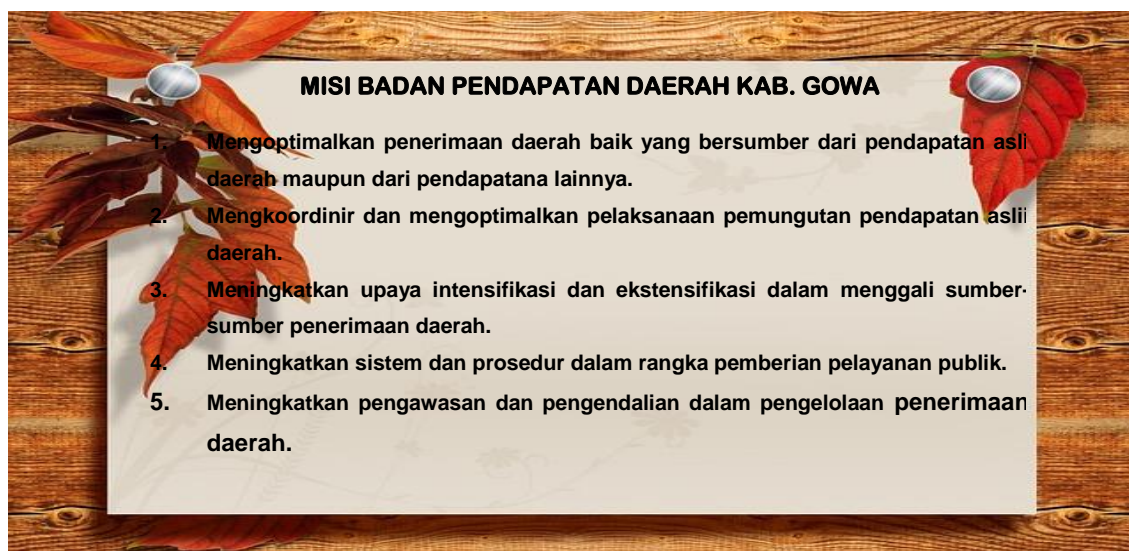 MISI BADAN PENDAPATAN DAERAH KAB. GOWA
1. Mengoptimalkan penerimaan daerah baik yang bersumber dari pendapatan asli
daerah maupun dari pendapatana lainnya.
2. Mengkoordinir dan mengoptimalkan pelaksanaan pemungutan pendapatan aslii
daerah.
3. Meningkatkan upaya intensifikasi dan ekstensifikasi dalam menggali sumber-
sumber penerimaan daerah.
4. Meningkatkan sistem dan prosedur dalam rangka pemberian pelayanan publik.
5. Meningkatkan pengawasan dan pengendalian dalam pengelolaan penerimaan
daerah.